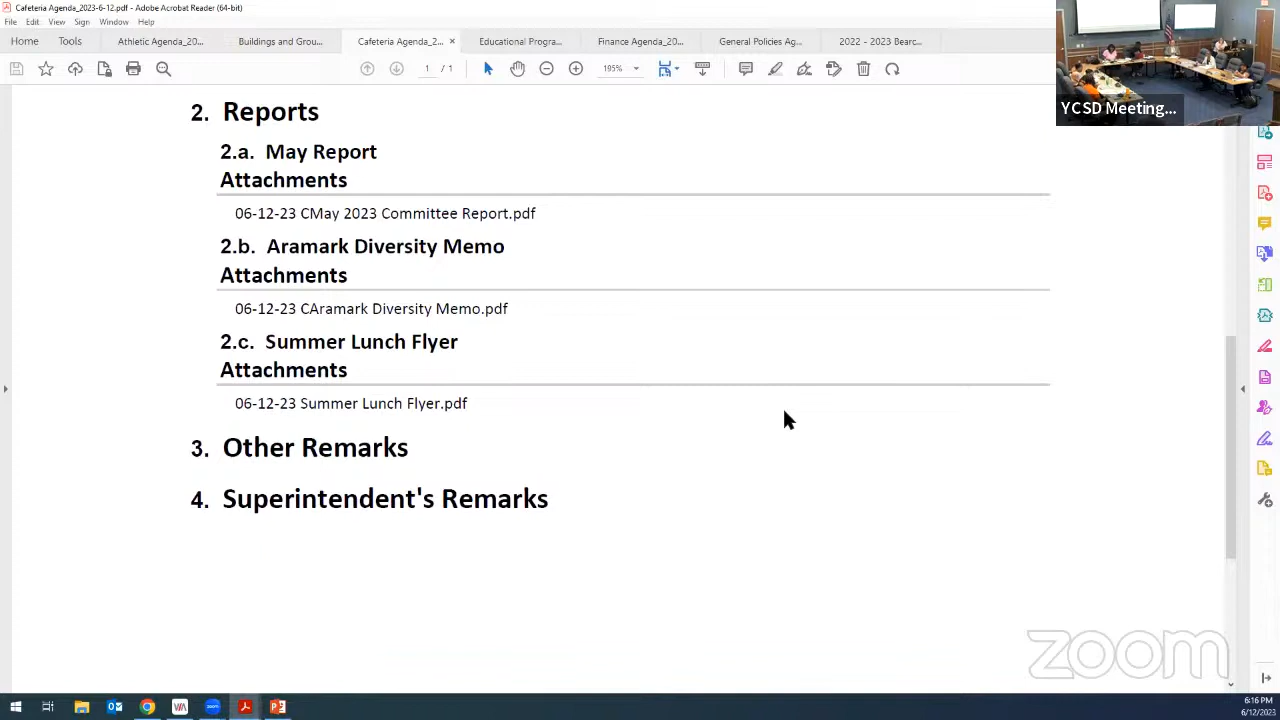 Cafeteria Agenda_2023-6-12.pdf - Adobe Acrobat Reader (64-bit)
File Edit View Sign Window Help
Home Tools Athletic Agenda_20... Buildings and Grou... Cafeteria Agenda_2... × Educational Progra... Finance Agenda_20... General Policies Ag... 2022 - 2023 Bearc...
1 / 1 195%
YCSD Meeting...
2. Reports
2.a. May Report
Attachments
06-12-23 CMay 2023 Committee Report.pdf
2.b. Aramark Diversity Memo
Attachments
06-12-23 CAramark Diversity Memo.pdf
2.c. Summer Lunch Flyer
Attachments
06-12-23 Summer Lunch Flyer.pdf
3. Other Remarks
4. Superintendent's Remarks
zoom
6:16 PM
6/12/2023